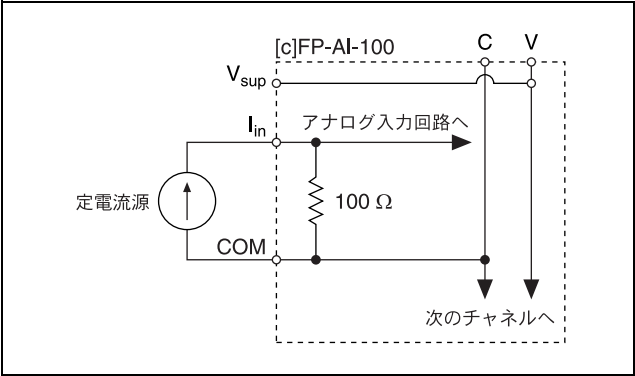 [c]FP-AI-100
C
V
Vsup
Iin
アナログ入力回路へ
定電流源
100 Ω
COM
次のチャネルへ